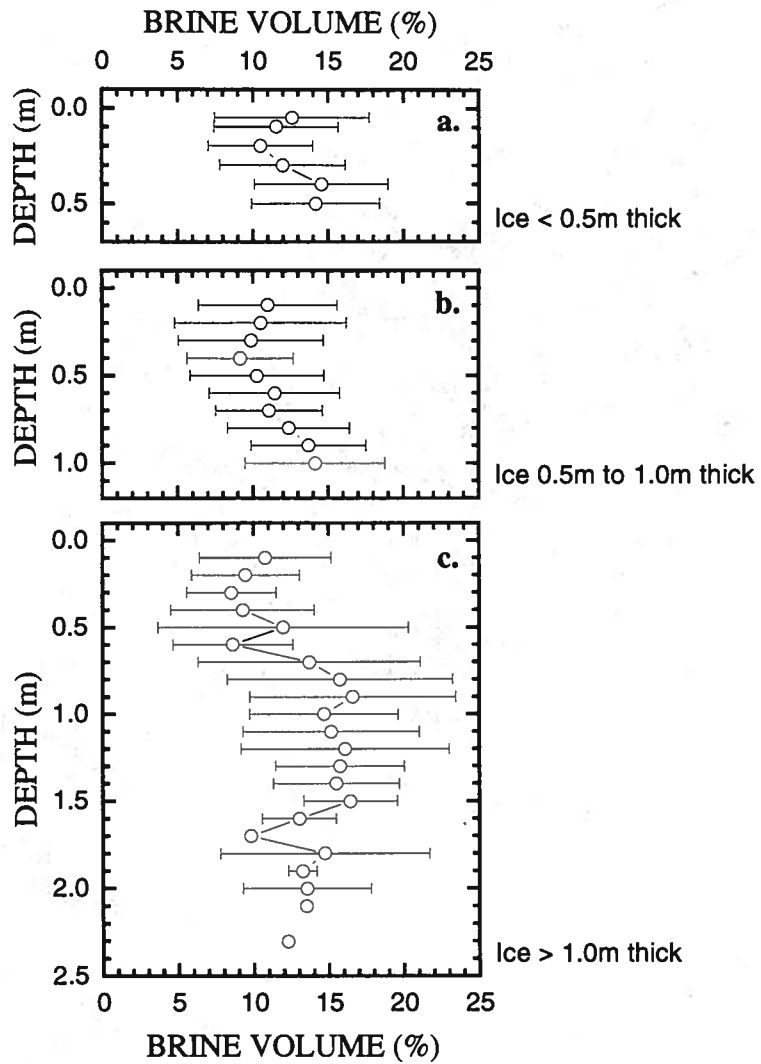 BRINE VOLUME (%)
0 5 10 15 20 25
DEPTH (m)
0.0
0.5
a.
Ice < 0.5m thick
DEPTH (m)
0.0
0.5
1.0
b.
Ice 0.5m to 1.0m thick
DEPTH (m)
0.0
0.5
1.0
1.5
2.0
2.5
c.
Ice > 1.0m thick
0 5 10 15 20 25
BRINE VOLUME (%)